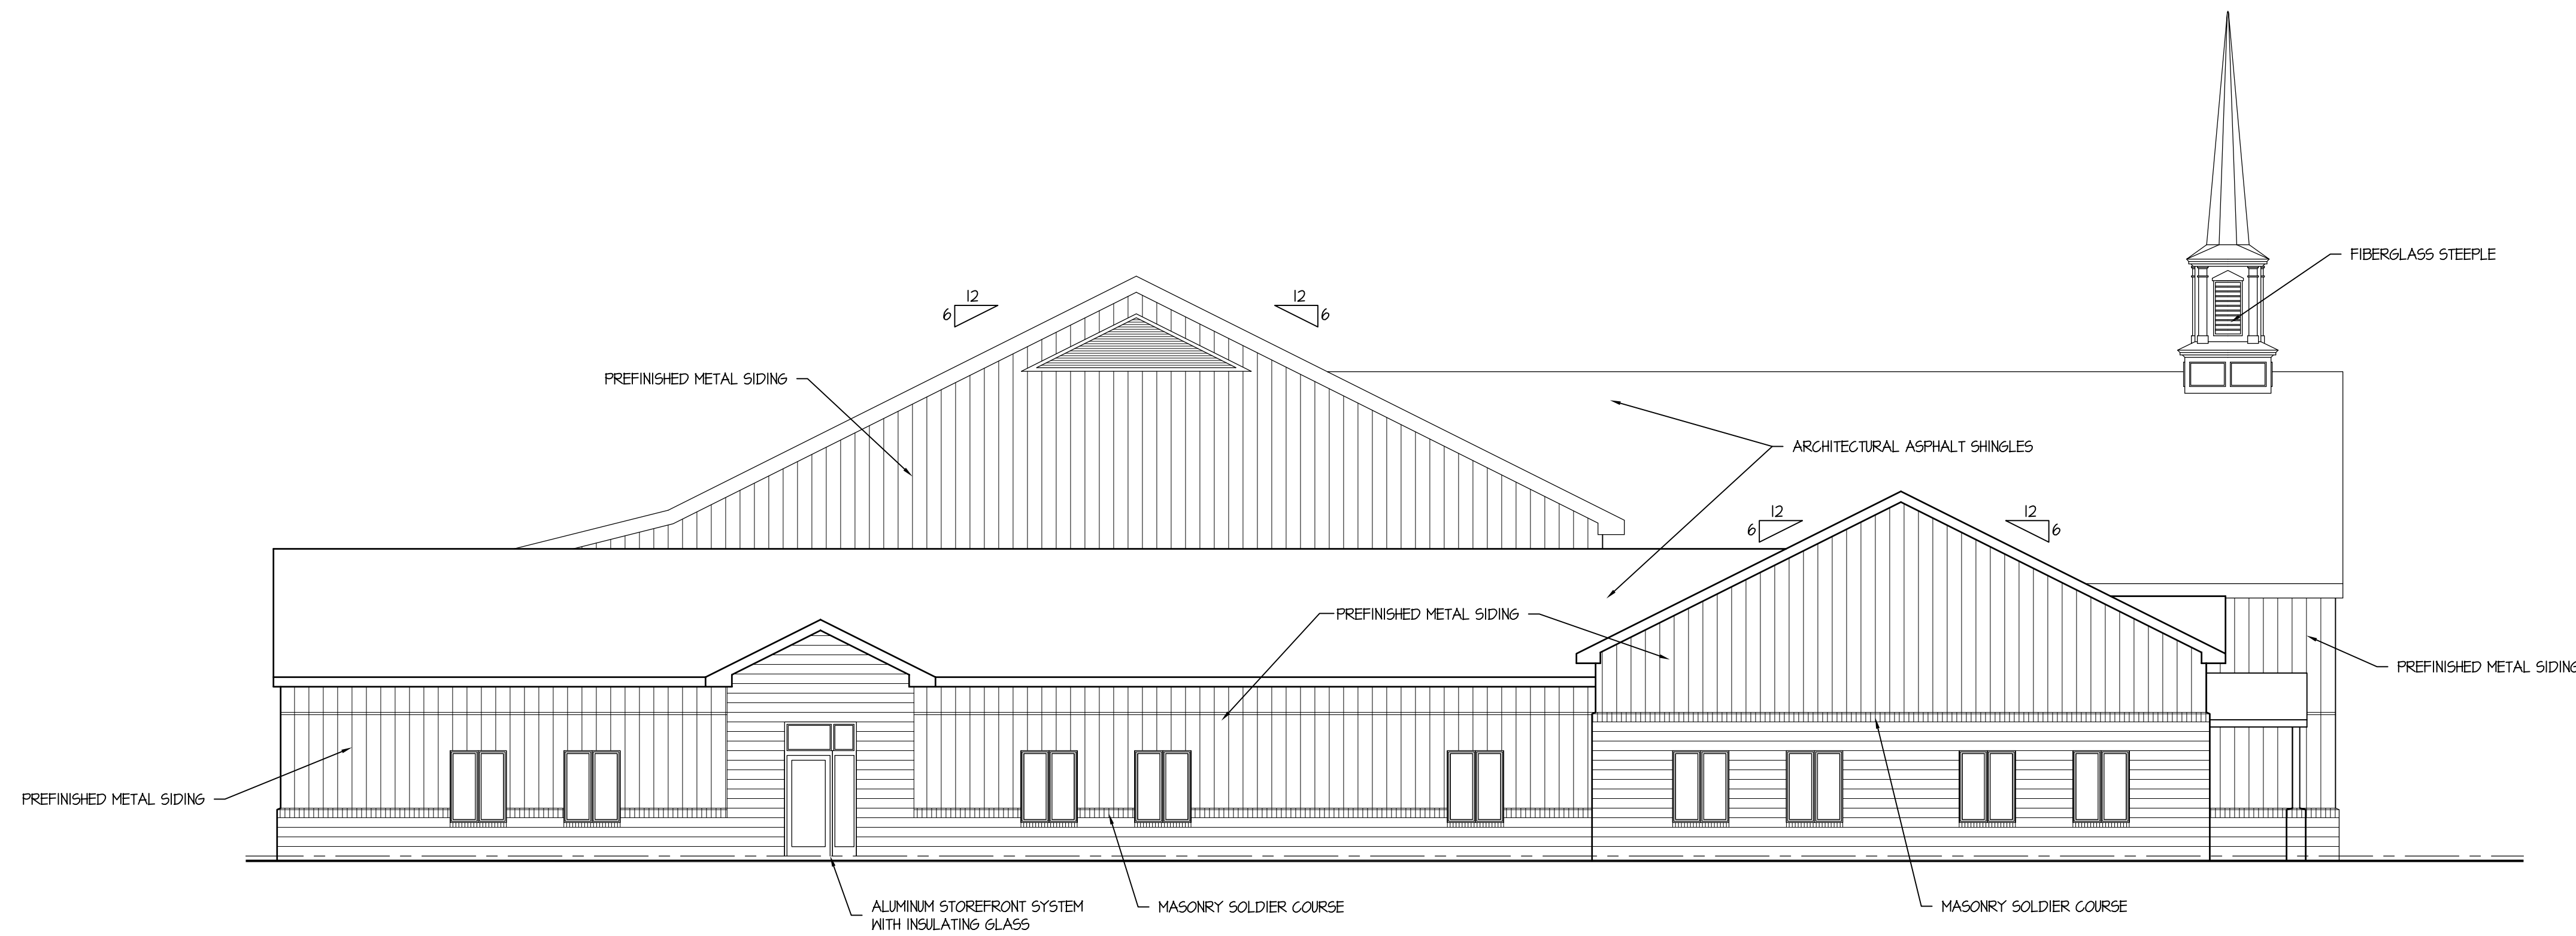 FIBERGLASS STEEPLE
12
6
12
6
PREFINISHED METAL SIDING
ARCHITECTURAL ASPHALT SHINGLES
12
6
12
6
PREFINISHED METAL SIDING
PREFINISHED METAL SIDING
PREFINISHED METAL SIDING
ALUMINUM STOREFRONT SYSTEM
WITH INSULATING GLASS
MASONRY SOLDIER COURSE
MASONRY SOLDIER COURSE